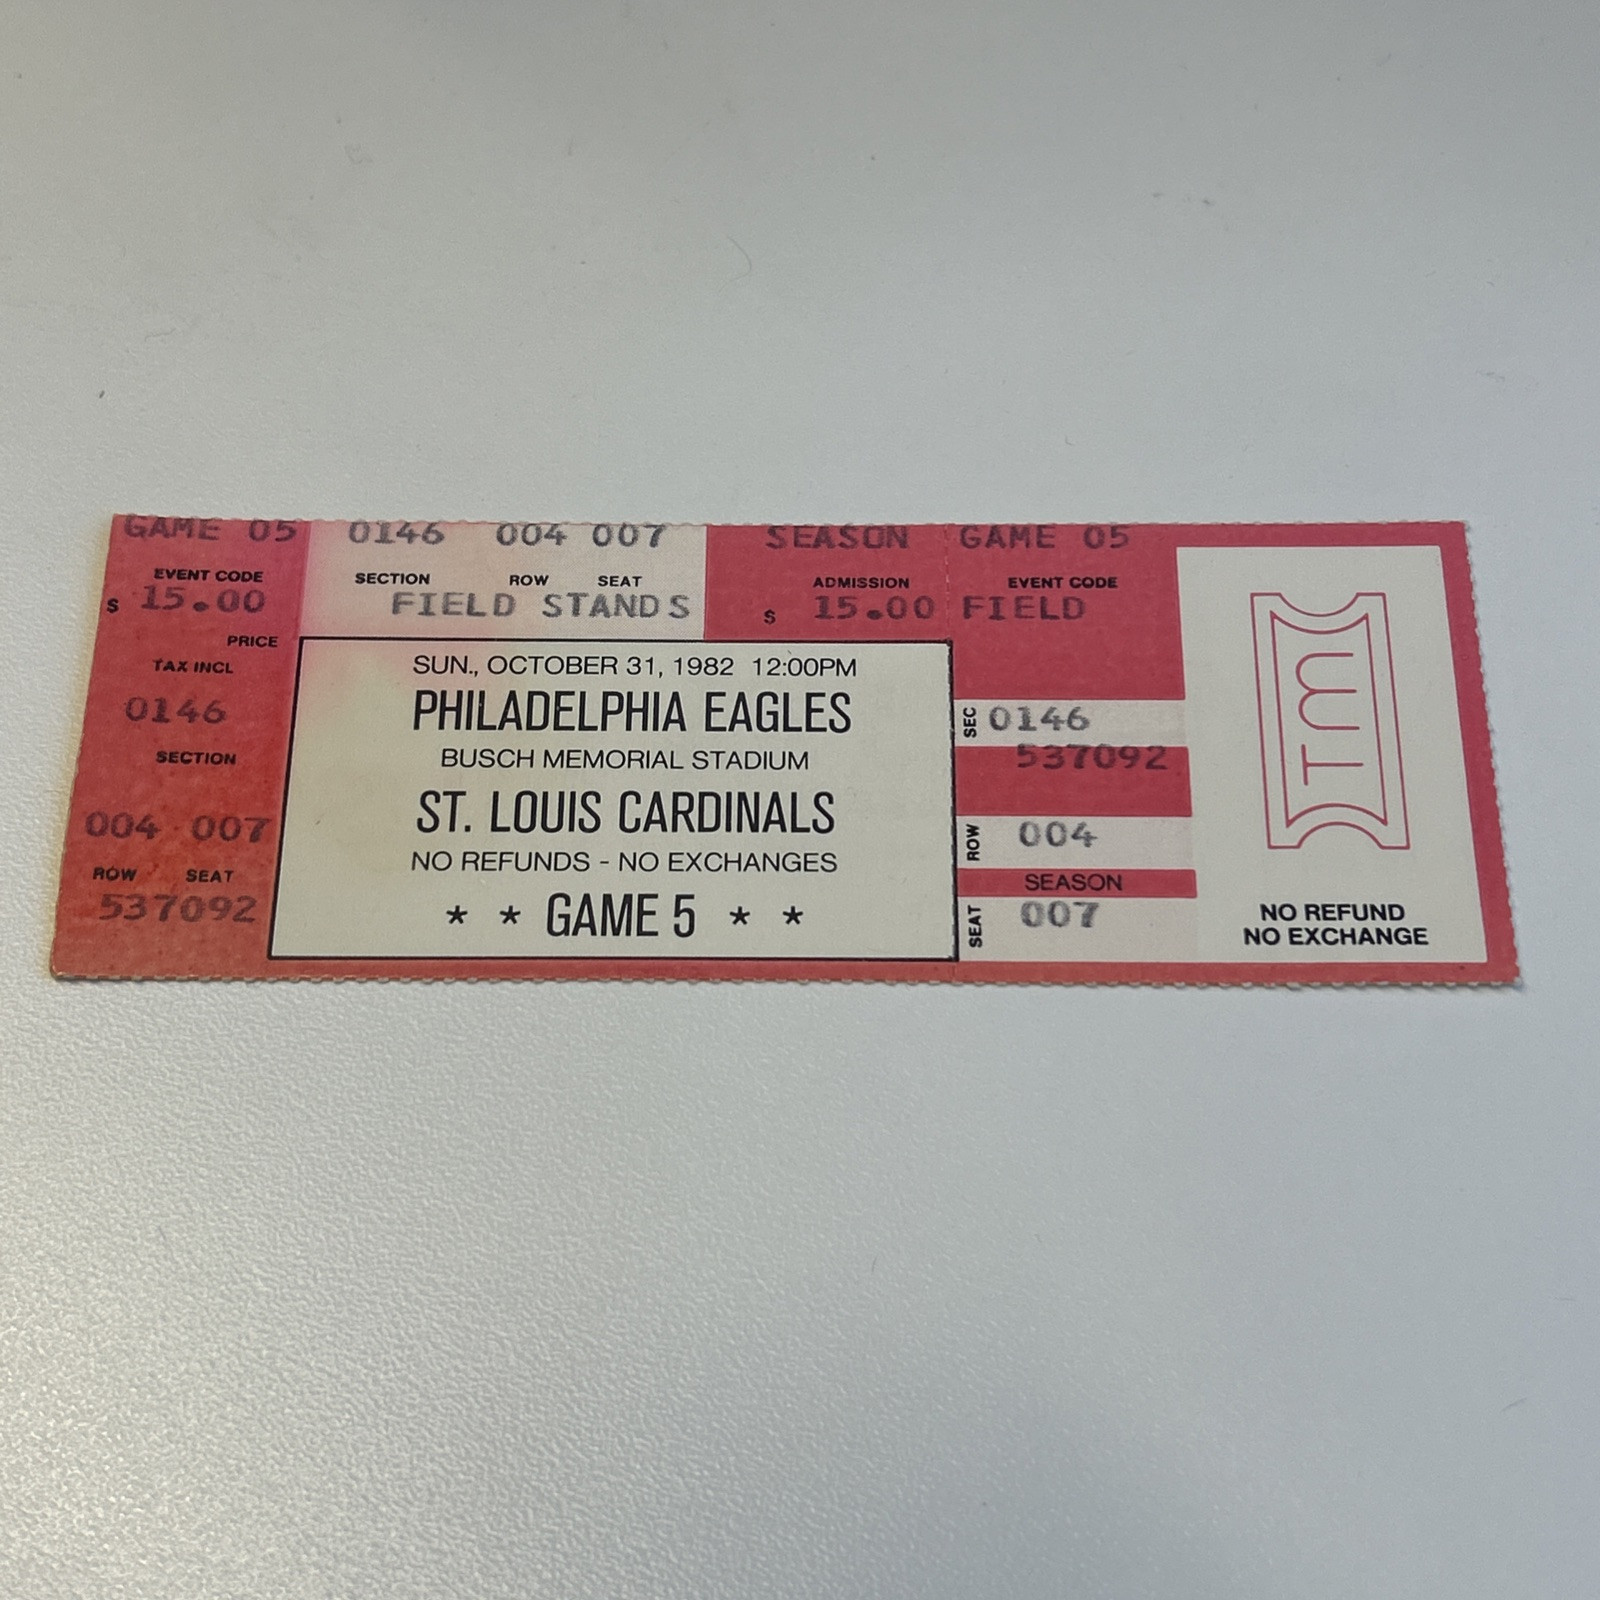 GAME 05 0146 004 007 SEASON GAME 05
EVENT CODE SECTION ROW SEAT ADMISSION EVENT CODE
$ 15.00 FIELD STANDS $ 15.00 FIELD
PRICE
TAX INCL
0146
SECTION
004 007
ROW SEAT
537092
SUN., OCTOBER 31, 1982 12:00PM
PHILADELPHIA EAGLES
BUSCH MEMORIAL STADIUM
ST. LOUIS CARDINALS
NO REFUNDS - NO EXCHANGES
* * GAME 5 * *
SEC 0146
537092
ROW 004
SEASON
SEAT 007
TM
NO REFUND
NO EXCHANGE